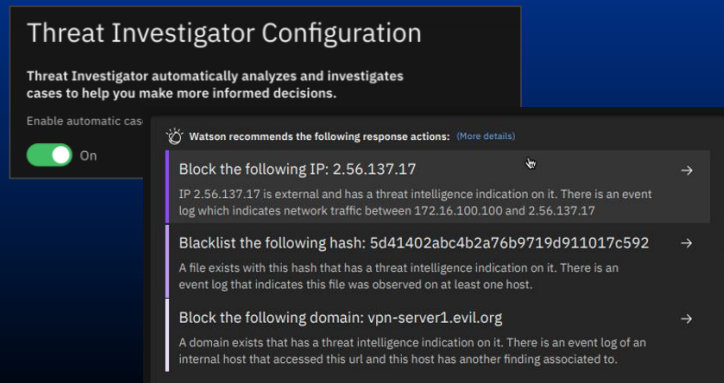 Threat Investigator Configuration
Threat Investigator automatically analyzes and investigates
cases to help you make more informed decisions.
Enable automatic cas
On
Watson recommends the following response actions: (More details)
Block the following IP: 2.56.137.17
IP 2.56.137.17 is external and has a threat intelligence indication on it. There is an event
log which indicates network traffic between 172.16.100.100 and 2.56.137.17
Blacklist the following hash: 5d41402abc4b2a76b9719d911017c592
A file exists with this hash that has a threat intelligence indication on it. There is an
event log that indicates this file was observed on at least one host.
Block the following domain: vpn-server1.evil.org
A domain exists that has a threat intelligence indication on it. There is an event log of an
internal host that accessed this url and this host has another finding associated to.